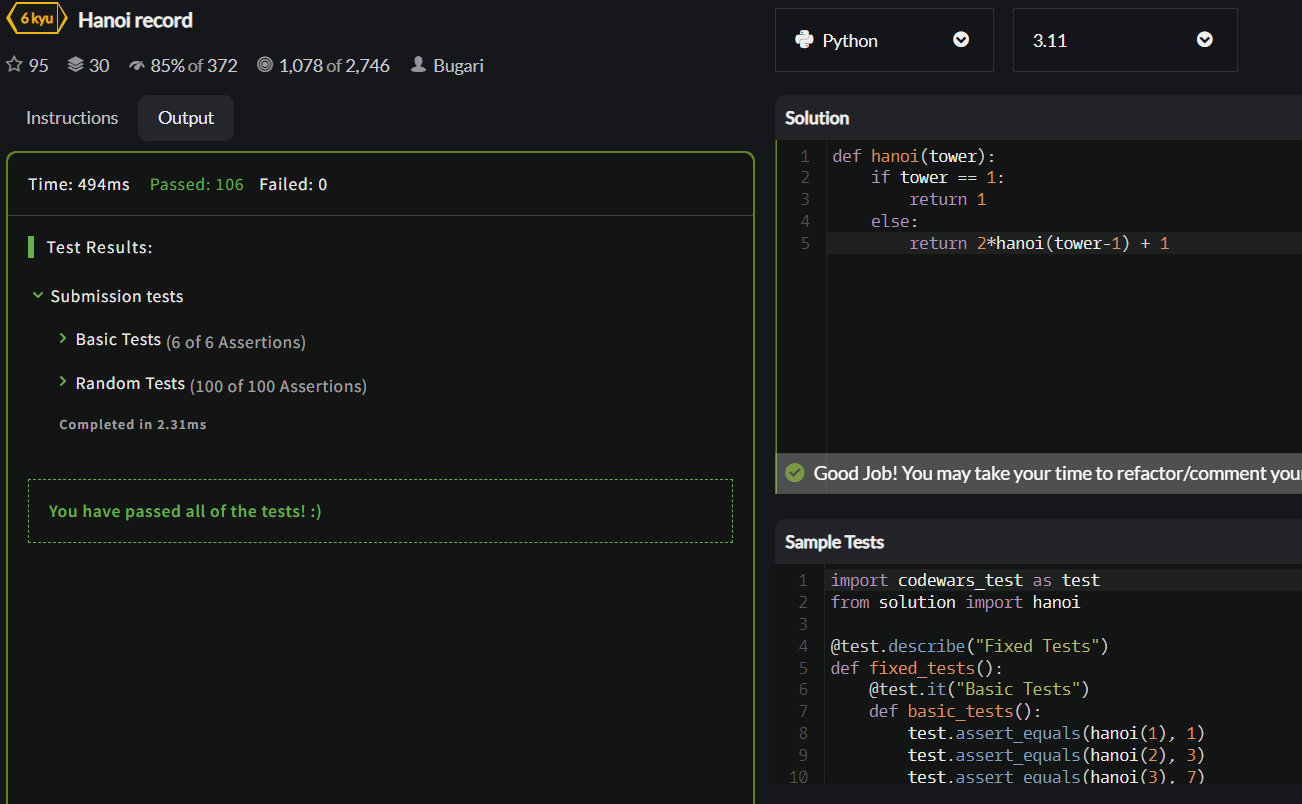 6 kyu Hanoi record
95 30 85% of 372 1,078 of 2,746 Bugari
Instructions Output
Time: 494ms Passed: 106 Failed: 0
Test Results:
Submission tests
Basic Tests (6 of 6 Assertions)
Random Tests (100 of 100 Assertions)
Completed in 2.31ms
You have passed all of the tests! :)
Python 3.11
Solution
1 def hanoi(tower):
2     if tower == 1:
3         return 1
4     else:
5         return 2*hanoi(tower-1) + 1
Good Job! You may take your time to refactor/comment your
Sample Tests
1 import codewars_test as test
2 from solution import hanoi
3
4 @test.describe("Fixed Tests")
5 def fixed_tests():
6     @test.it("Basic Tests")
7     def basic_tests():
8         test.assert_equals(hanoi(1), 1)
9         test.assert_equals(hanoi(2), 3)
10         test.assert_equals(hanoi(3), 7)